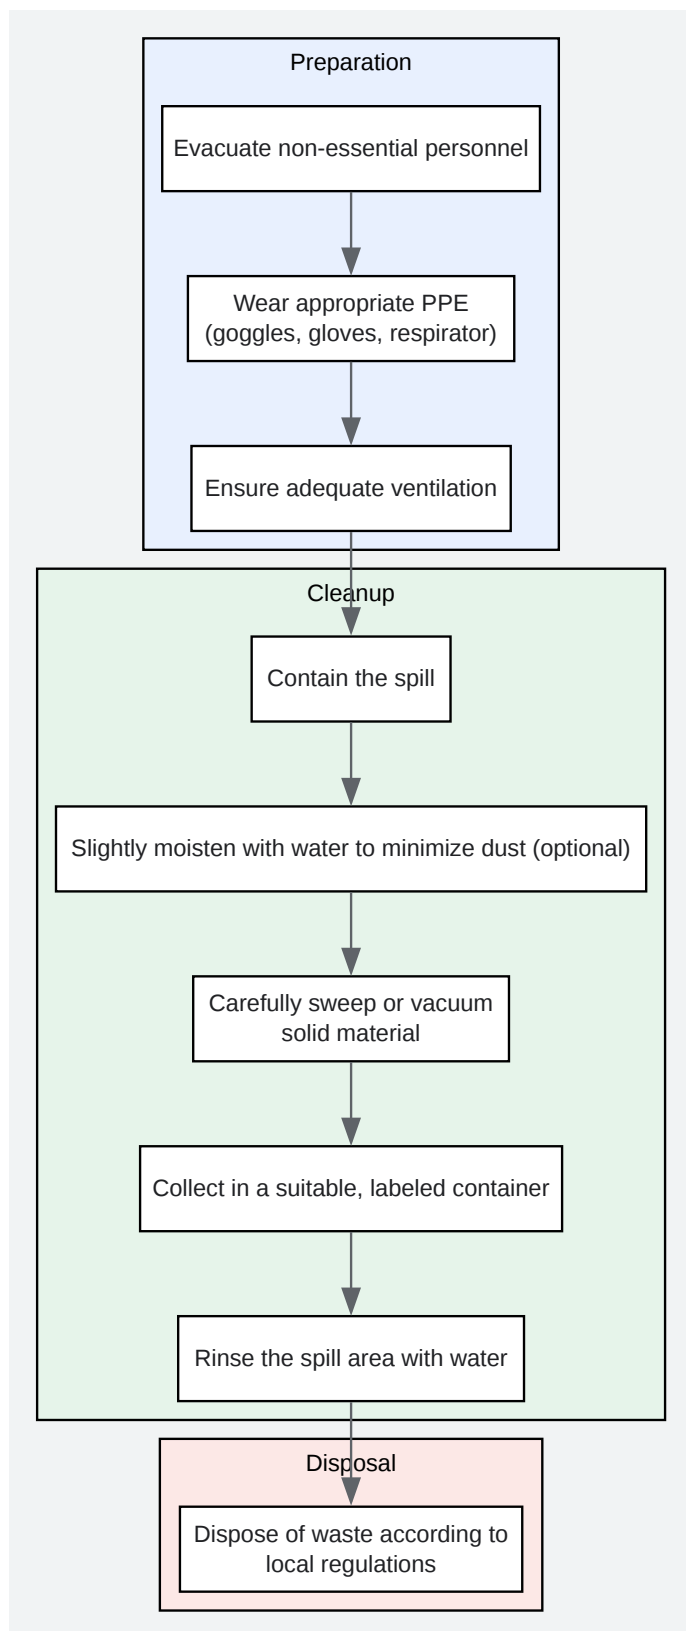 Preparation
Evacuate non-essential personnel
Wear appropriate PPE
(goggles, gloves, respirator)
Ensure adequate ventilation
Cleanup
Contain the spill
Slightly moisten with water to minimize dust (optional)
Carefully sweep or vacuum
solid material
Collect in a suitable, labeled container
Rinse the spill area with water
Disposal
Dispose of waste according to
local regulations